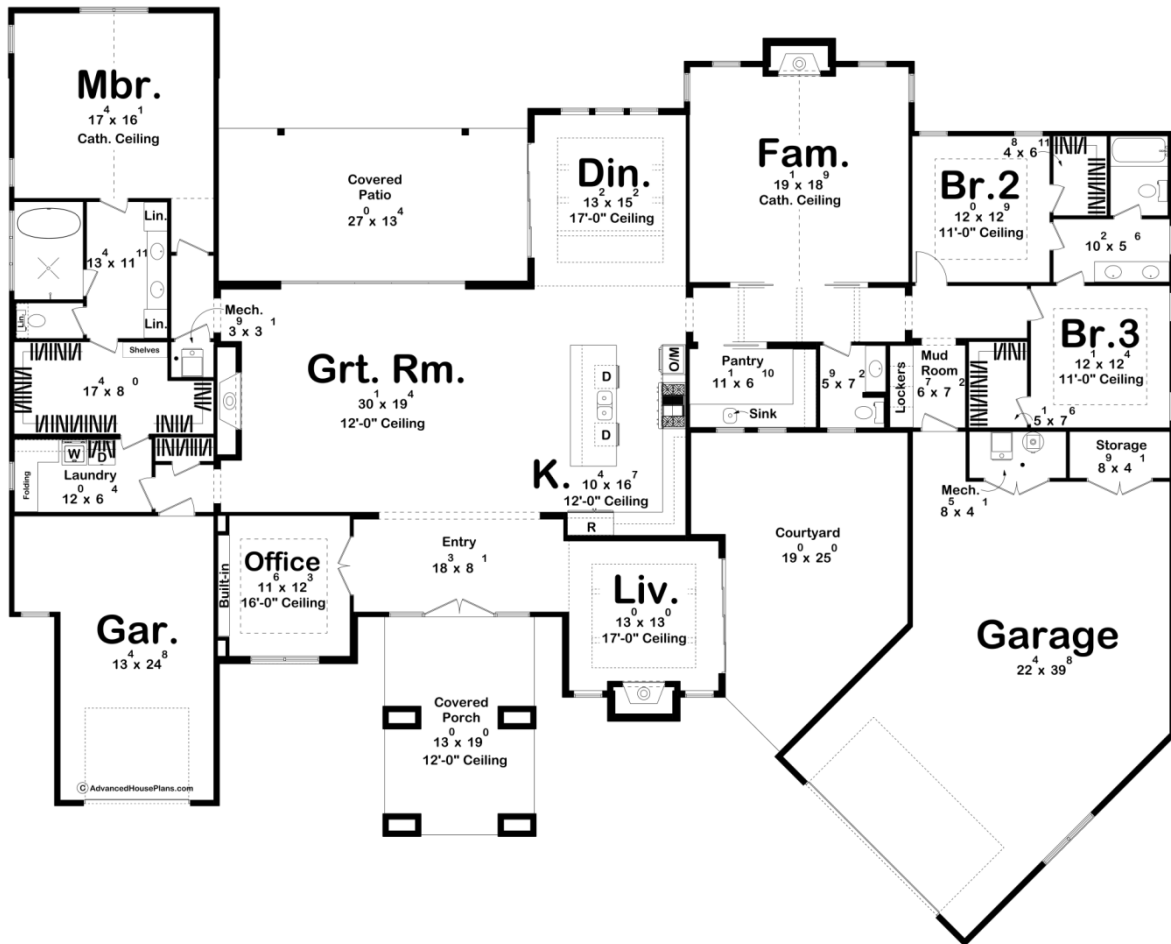 Mbr.
17⁴ x 16¹
Cath. Ceiling
Covered
Patio
27⁰ x 13⁴
Din.
13² x 15²
17'-0" Ceiling
Fam.
19¹ x 18⁹
Cath. Ceiling
Br.2
12⁰ x 12⁹
11'-0" Ceiling
4⁸ x 6¹¹
10² x 5⁶
Lin.
13⁴ x 11¹¹
Lin.
Lin.
Mech.
3⁹ x 3¹
Shelves
17⁴ x 8⁰
Grt. Rm.
30¹ x 19⁴
12'-0" Ceiling
D
D
O/M
Pantry
11¹ x 6¹⁰
Sink
5⁹ x 7²
Lockers
Mud
Room
6⁷ x 7²
Br.3
12¹ x 12⁴
11'-0" Ceiling
5¹ x 7⁶
W
D
Folding
Laundry
12⁰ x 6⁴
K.
10⁴ x 16⁷
12'-0" Ceiling
R
Mech.
8⁵ x 4¹
Storage
8⁹ x 4¹
Built-in
Office
11⁶ x 12³
16'-0" Ceiling
Entry
18³ x 8¹
Liv.
13⁰ x 13⁰
17'-0" Ceiling
Courtyard
19⁰ x 25⁰
Gar.
13⁴ x 24⁸
Garage
22⁴ x 39⁸
Covered
Porch
13⁰ x 19⁰
12'-0" Ceiling
© AdvancedHousePlans.com